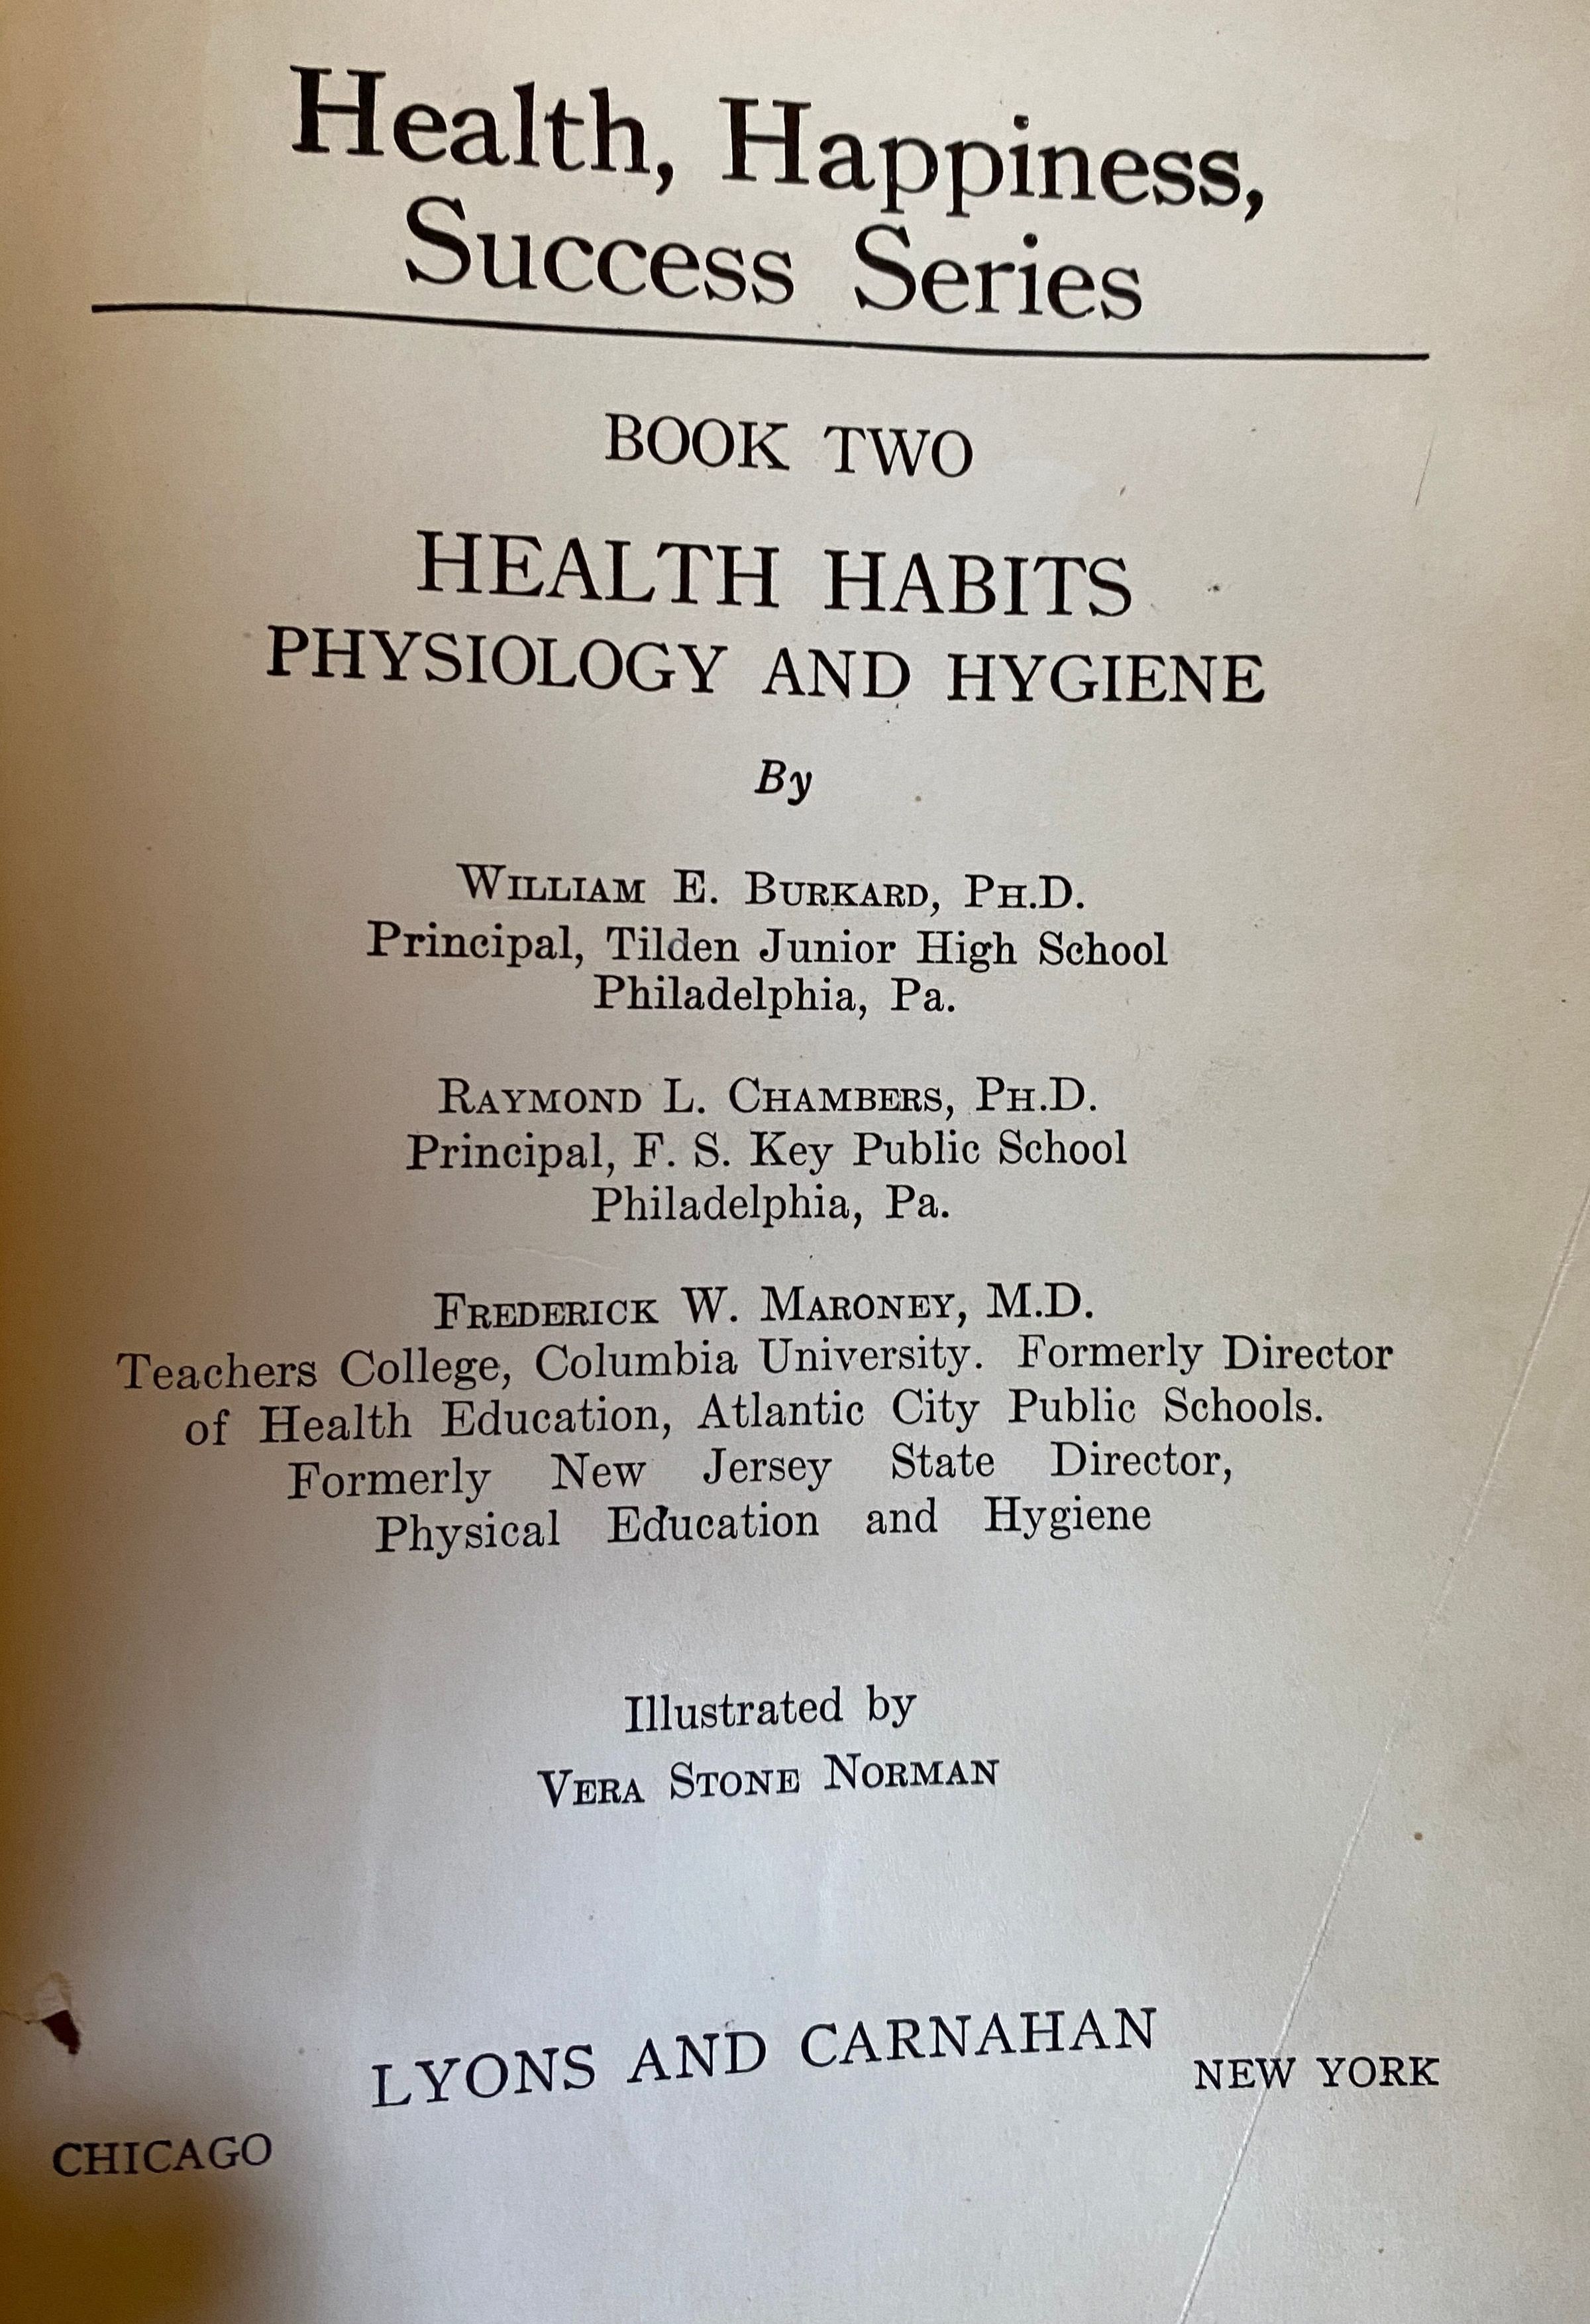 Health, Happiness,
Success Series
BOOK TWO
HEALTH HABITS
PHYSIOLOGY AND HYGIENE
By
WILLIAM E. BURKARD, PH.D.
Principal, Tilden Junior High School
Philadelphia, Pa.
RAYMOND L. CHAMBERS, PH.D.
Principal, F. S. Key Public School
Philadelphia, Pa.
FREDERICK W. MARONEY, M.D.
Teachers College, Columbia University. Formerly Director
of Health Education, Atlantic City Public Schools.
Formerly New Jersey State Director,
Physical Education and Hygiene
Illustrated by
VERA STONE NORMAN
LYONS AND CARNAHAN
CHICAGO NEW YORK